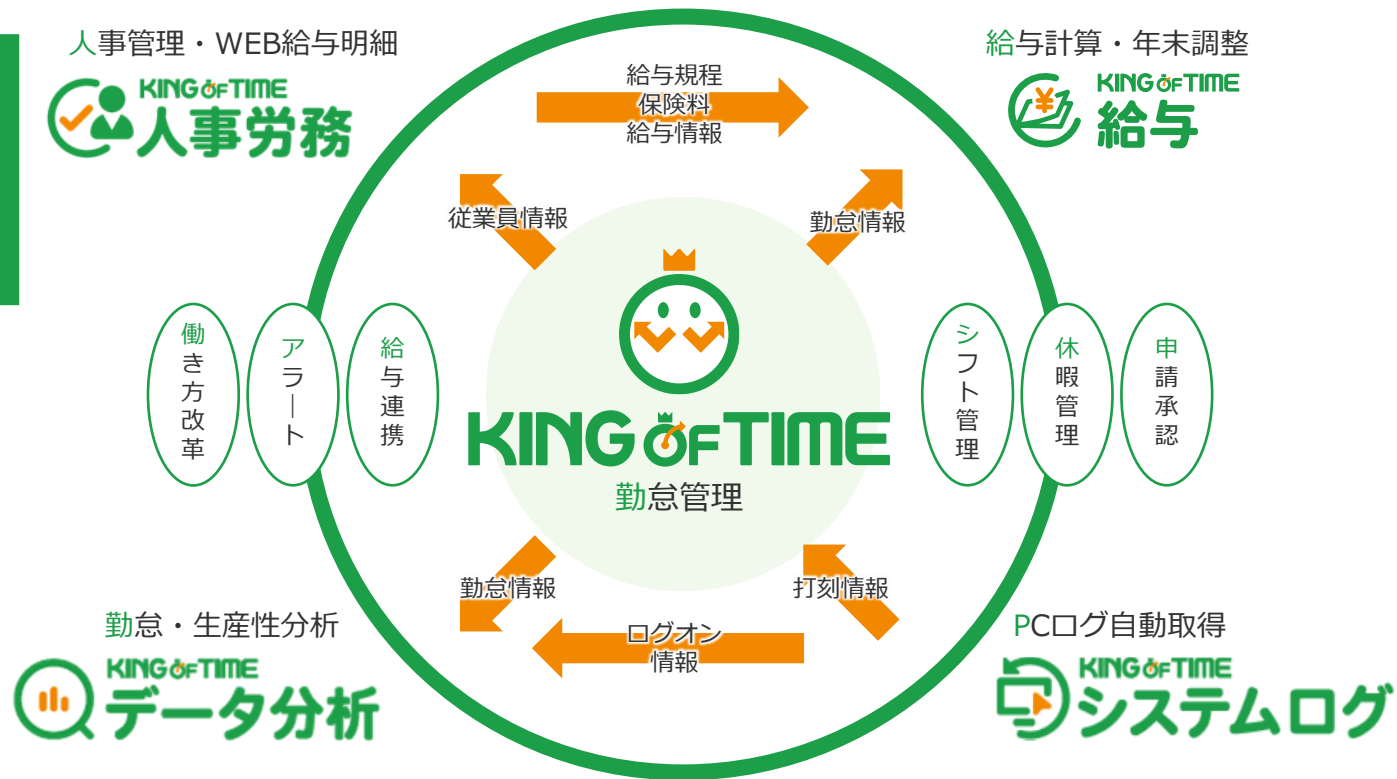 人事管理・WEB給与明細
KING OF TIME
人事労務
給与計算・年末調整
KING OF TIME
給与
給与規程
保険料
給与情報
従業員情報
勤怠情報
働き方改革
アラート
給与連携
KING OF TIME
勤怠管理
シフト管理
休暇管理
申請承認
勤怠情報
打刻情報
ログオン
情報
勤怠・生産性分析
KING OF TIME
データ分析
PCログ自動取得
KING OF TIME
システムログ